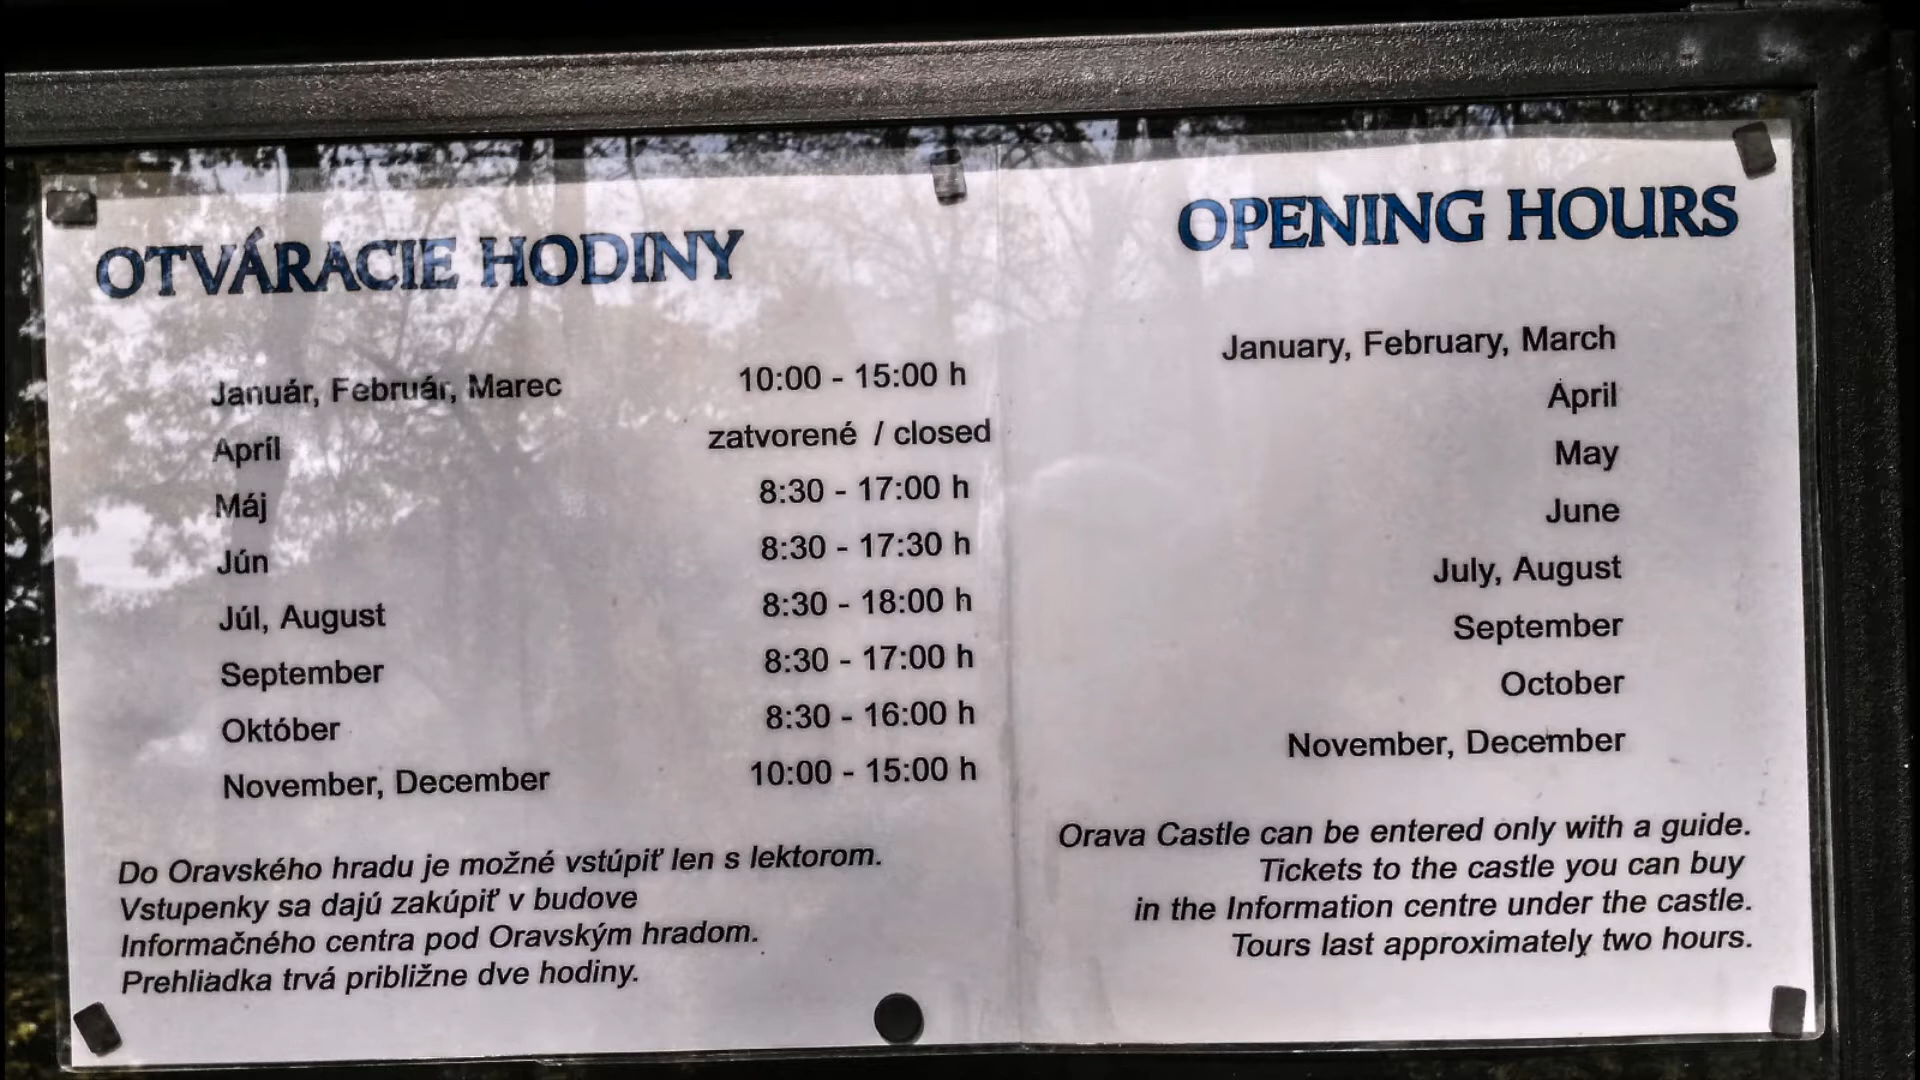 OTVÁRACIE HODINY
OPENING HOURS
Január, Február, Marec 10:00 - 15:00 h January, February, March
Apríl zatvorené / closed April
Máj 8:30 - 17:00 h May
Jún 8:30 - 17:30 h June
Júl, August 8:30 - 18:00 h July, August
September 8:30 - 17:00 h September
Október 8:30 - 16:00 h October
November, December 10:00 - 15:00 h November, December
Do Oravského hradu je možné vstúpiť len s lektorom.
Vstupenky sa dajú zakúpiť v budove
Informačného centra pod Oravským hradom.
Prehliadka trvá približne dve hodiny.
Orava Castle can be entered only with a guide.
Tickets to the castle you can buy
in the Information centre under the castle.
Tours last approximately two hours.